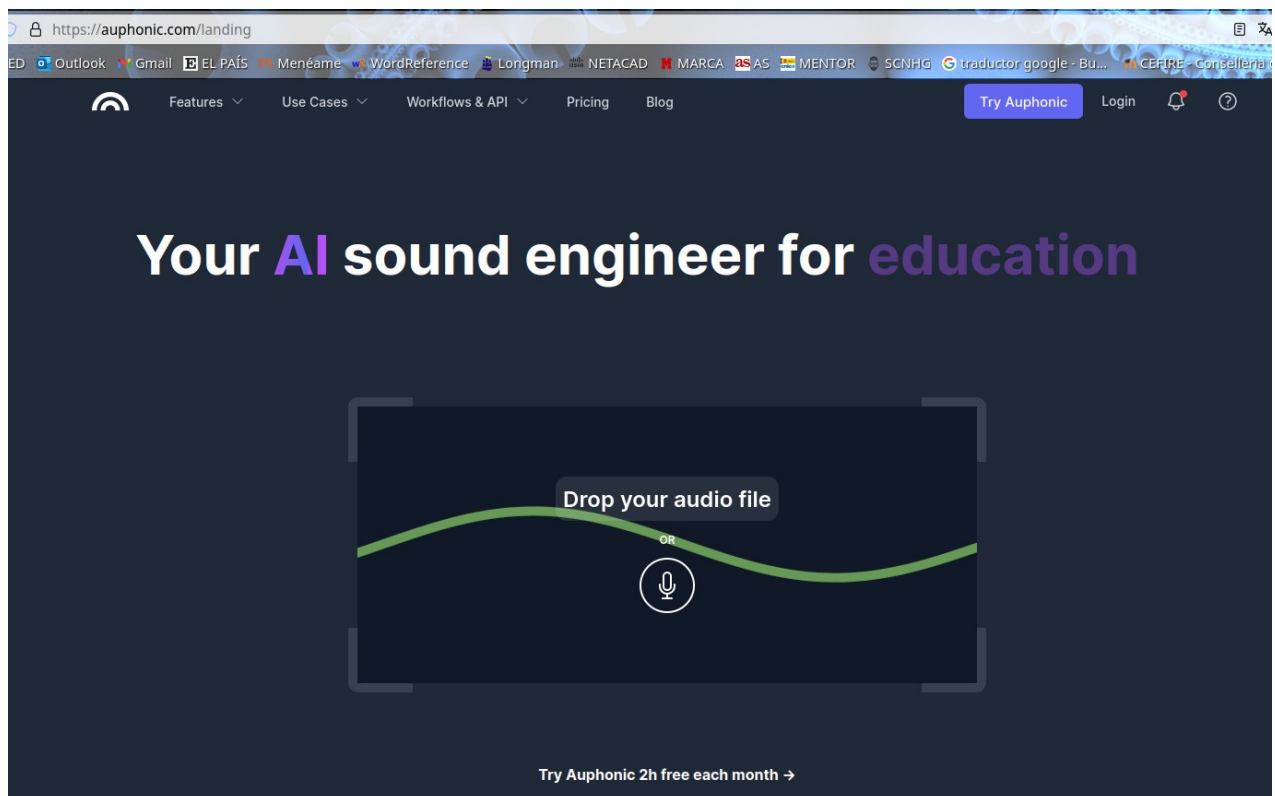 https://auphonic.com/landing
ED Outlook Gmail EL PAÍS Menéame WordReference Longman NETACAD MARCA AS MENTOR SCNHG traductor google - Bu... CEFIRE - Conselleria
Features Use Cases Workflows & API Pricing Blog Try Auphonic Login
Your AI sound engineer for education
Drop your audio file
OR
Try Auphonic 2h free each month →